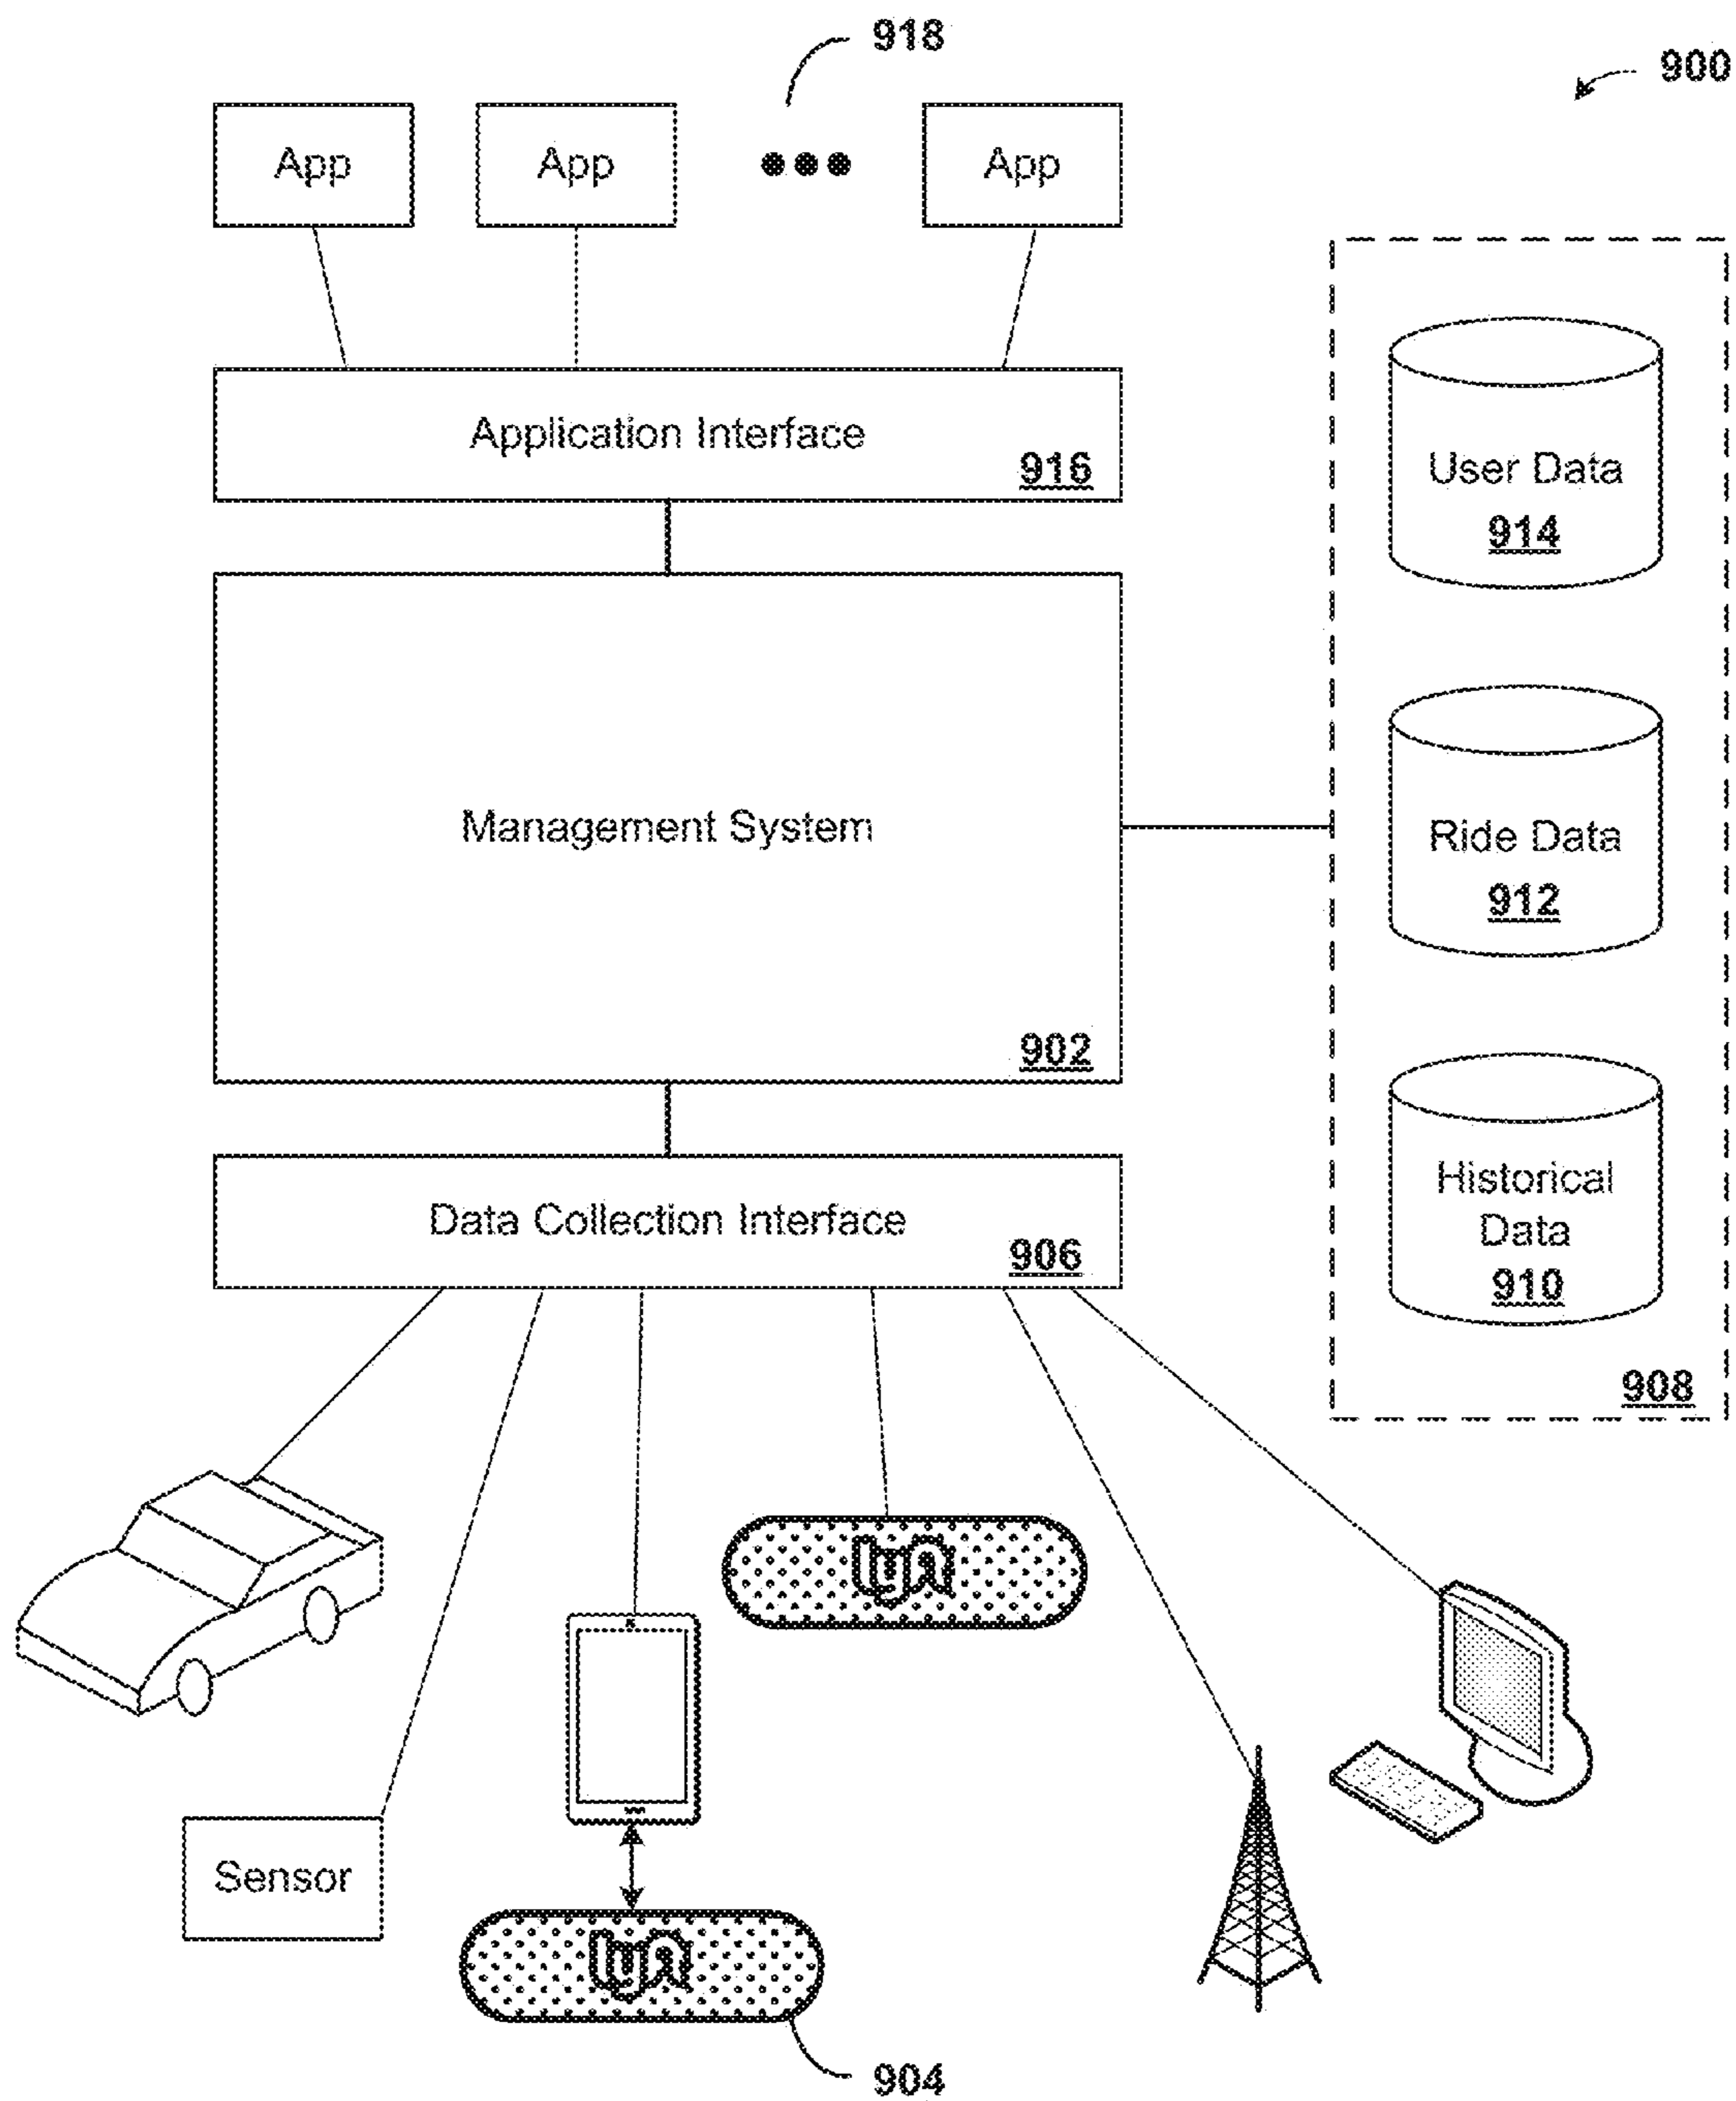 918
900
App
App
App
Application Interface
916
User Data
914
Management System
902
Ride Data
912
Data Collection Interface
906
Historical
Data
910
908
lyft
Sensor
lyft
904